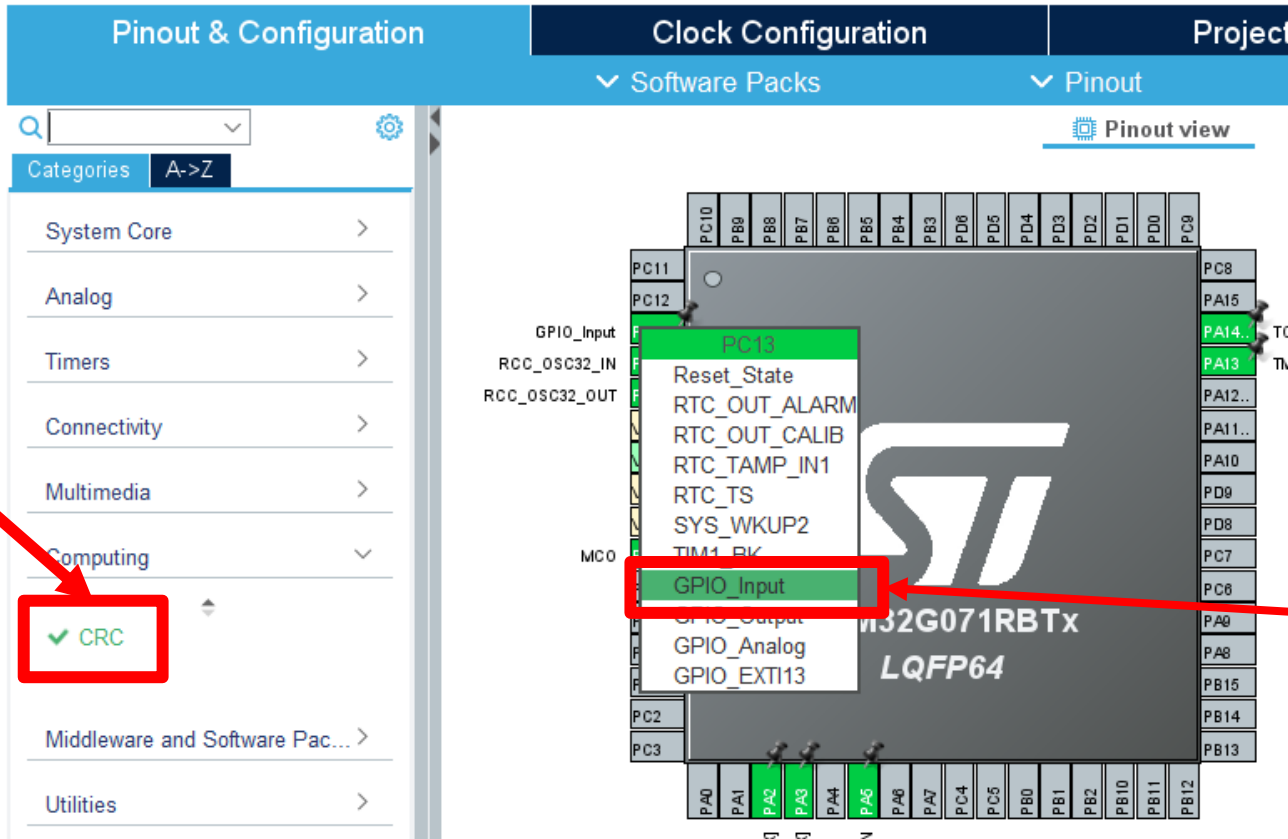 Pinout & Configuration
Clock Configuration
Project
Software Packs
Pinout
Categories
A->Z
Pinout view
System Core
Analog
Timers
Connectivity
Multimedia
Computing
CRC
Middleware and Software Pac...
Utilities
PC10
PB9
PB8
PB7
PB6
PB5
PB4
PB3
PD6
PD5
PD4
PD3
PD2
PD1
PD0
PC9
PC11
PC12
GPIO_Input
RCC_OSC32_IN
RCC_OSC32_OUT
MCO
PC2
PC3
PC13
Reset_State
RTC_OUT_ALARM
RTC_OUT_CALIB
RTC_TAMP_IN1
RTC_TS
SYS_WKUP2
TIM1_BK
GPIO_Input
GPIO_Output
GPIO_Analog
GPIO_EXTI13
ST
M32G071RBTx
LQFP64
PC8
PA15
PA14..
PA13
PA12..
PA11..
PA10
PD9
PD8
PC7
PC6
PA9
PA8
PB15
PB14
PB13
PA0
PA1
PA2
PA3
PA4
PA5
PA6
PA7
PC4
PC5
PB0
PB1
PB2
PB10
PB11
PB12